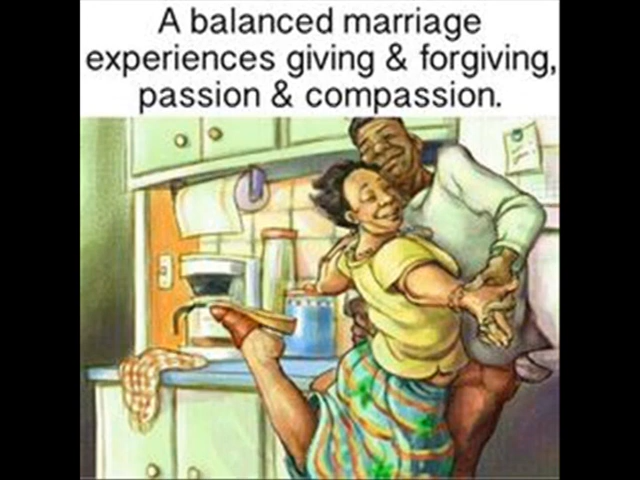 A balanced marriage
experiences giving & forgiving,
passion & compassion.